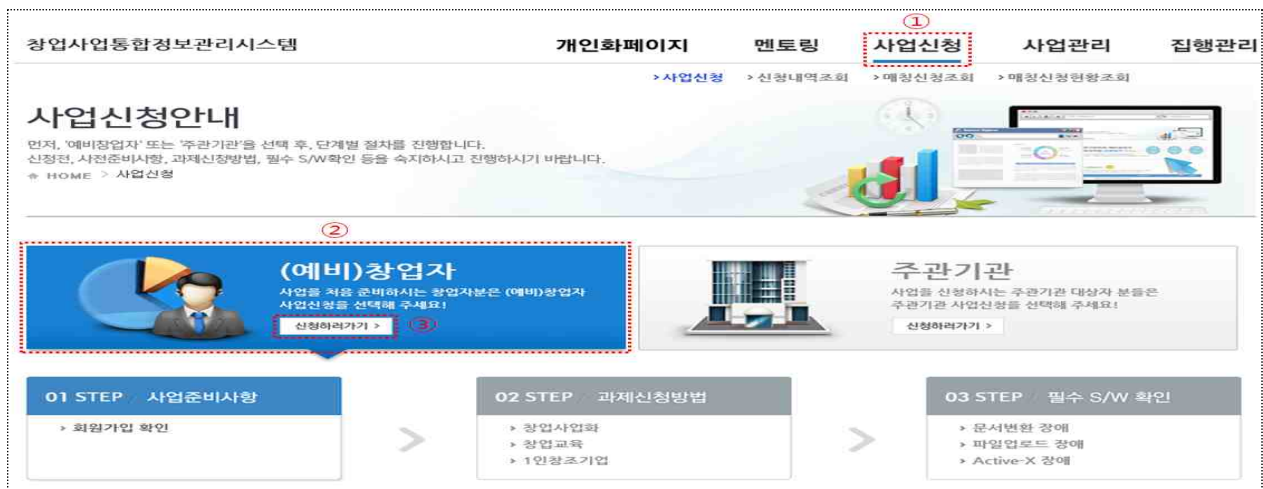 ①
창업사업통합정보관리시스템 개인화페이지 멘토링 사업신청 사업관리 집행관리
>사업신청 >신청내역조회 >매칭신청조회 >매칭신청현황조회
사업신청안내
먼저, '예비창업자' 또는 '주관기관'을 선택 후, 단계별 절차를 진행합니다.
신청전, 사전준비사항, 과제신청방법, 필수 S/W확인 등을 숙지하시고 진행하시기 바랍니다.
HOME > 사업신청
②
(예비)창업자
사업을 처음 준비하시는 창업자분은 (예비)창업자
사업신청을 선택해 주세요!
신청하러가기 > ③
주관기관
사업을 신청하시는 주관기관 대상자 분들은
주관기관 사업신청을 선택해 주세요!
신청하러가기 >
01 STEP / 사업준비사항
> 회원가입 확인
02 STEP / 과제신청방법
> 창업사업화
> 창업교육
> 1인창조기업
03 STEP / 필수 S/W 확인
> 문서변환 장애
> 파일업로드 장애
> Active-X 장애